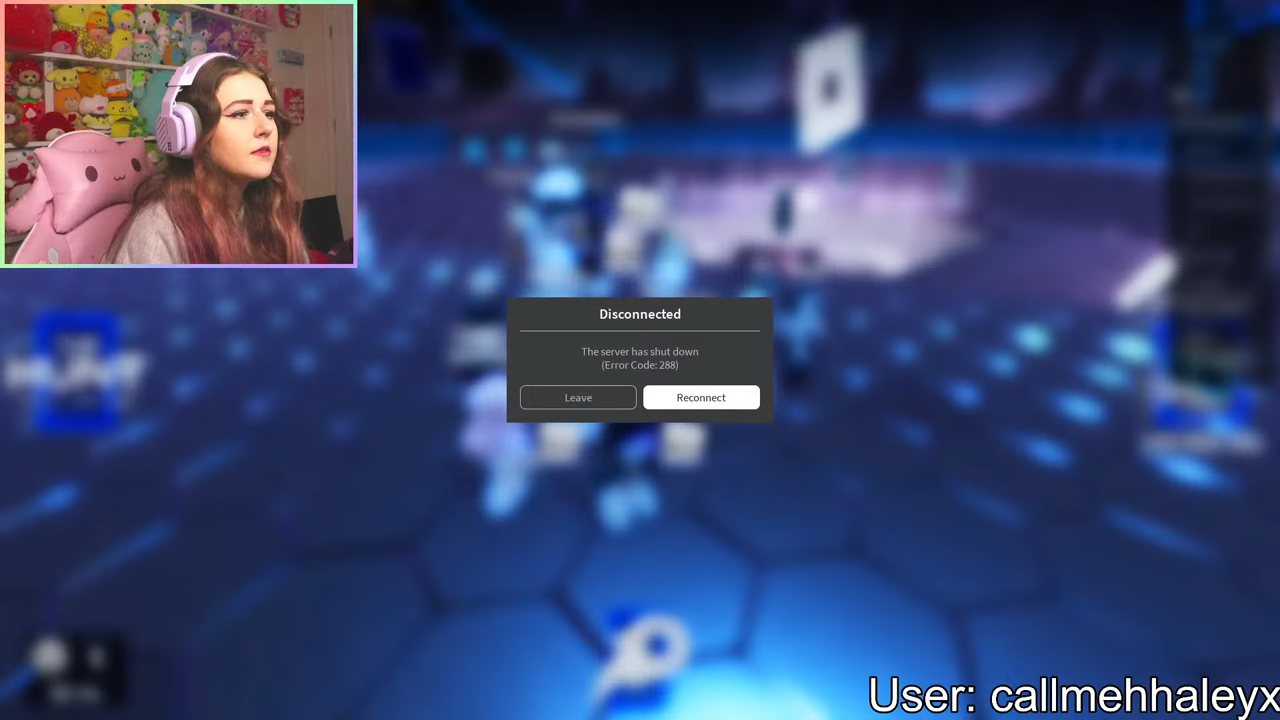 Disconnected
The server has shut down
(Error Code: 288)
Leave
Reconnect
User: callmehhaleyx